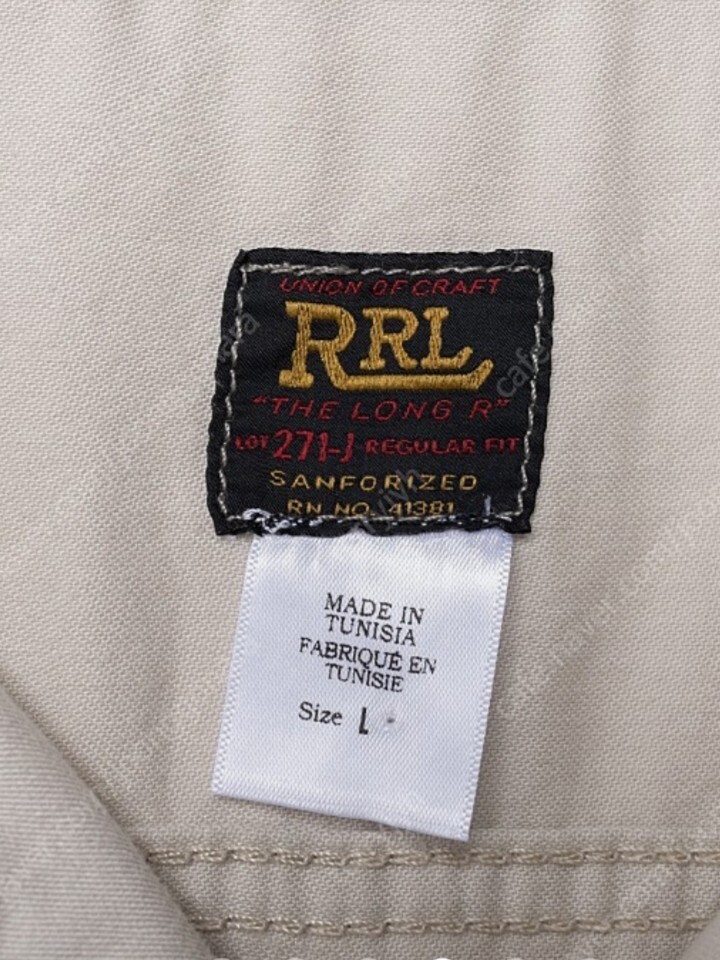 UNION OF CRAFT
RRL
"THE LONG R"
LOT 271-J REGULAR FIT
SANFORIZED
RN NO. 41381
MADE IN
TUNISIA
FABRIQUÉ EN
TUNISIE
Size L